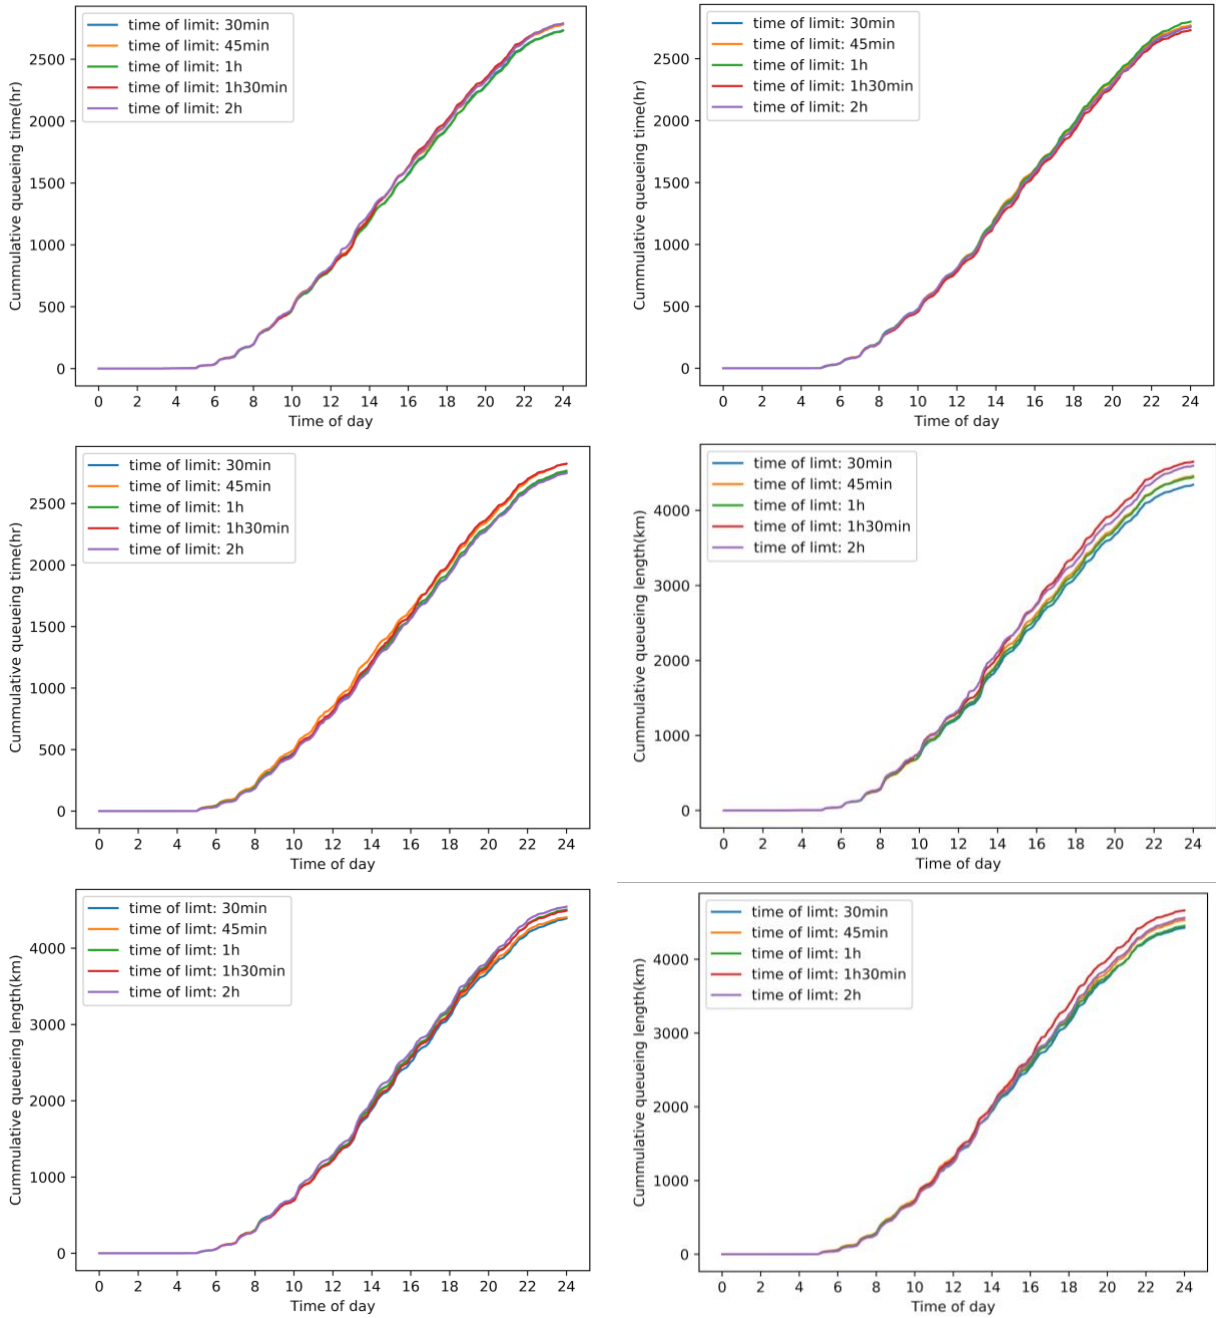 time of limit: 30min
time of limit: 45min
time of limit: 1h
time of limit: 1h30min
time of limit: 2h
Cummulative queueing time(hr)
2500
2000
1500
1000
500
0
0 2 4 6 8 10 12 14 16 18 20 22 24
Time of day
time of limit: 30min
time of limit: 45min
time of limit: 1h
time of limit: 1h30min
time of limit: 2h
Cummulative queueing time(hr)
2500
2000
1500
1000
500
0
0 2 4 6 8 10 12 14 16 18 20 22 24
Time of day
time of limit: 30min
time of limit: 45min
time of limit: 1h
time of limit: 1h30min
time of limit: 2h
Cummulative queueing time(hr)
2500
2000
1500
1000
500
0
0 2 4 6 8 10 12 14 16 18 20 22 24
Time of day
time of limt: 30min
time of limt: 45min
time of limt: 1h
time of limt: 1h30min
time of limt: 2h
Cummulative queueing length(km)
4000
3000
2000
1000
0
0 2 4 6 8 10 12 14 16 18 20 22 24
Time of day
time of limt: 30min
time of limt: 45min
time of limt: 1h
time of limt: 1h30min
time of limt: 2h
Cummulative queueing length(km)
4000
3000
2000
1000
0
0 2 4 6 8 10 12 14 16 18 20 22 24
Time of day
time of limt: 30min
time of limt: 45min
time of limt: 1h
time of limt: 1h30min
time of limt: 2h
Cummulative queueing length(km)
4000
3000
2000
1000
0
0 2 4 6 8 10 12 14 16 18 20 22 24
Time of day